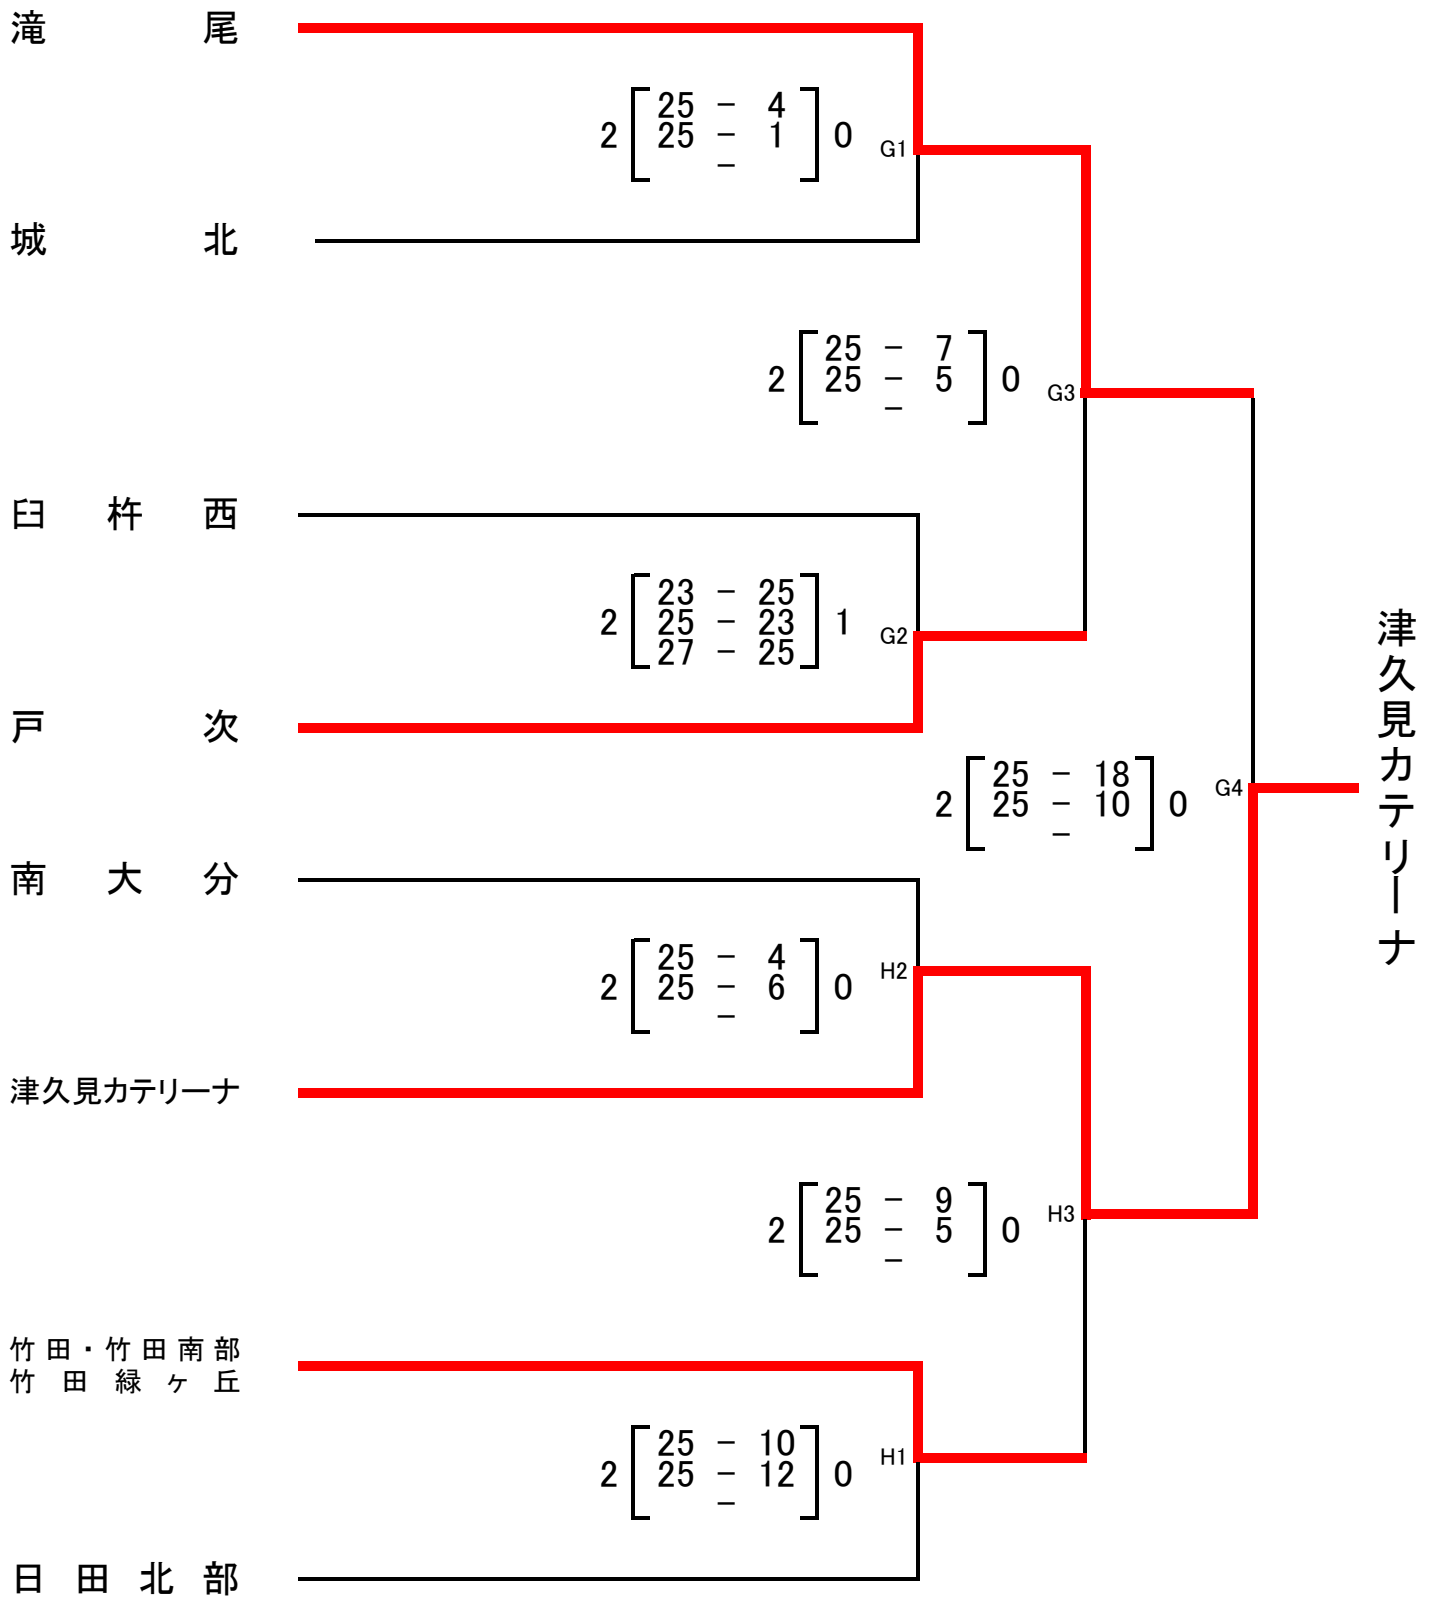 滝尾
25 － 4
2 25 － 1 0
－
G1
城北
25 － 7
2 25 － 5 0
－
G3
臼杵西
23 － 25
2 25 － 23 1
27 － 25
G2
戸次
津久見カテリーナ
25 － 18
2 25 － 10 0
－
G4
南大分
25 － 4
2 25 － 6 0
－
H2
津久見カテリーナ
25 － 9
2 25 － 5 0
－
H3
竹田・竹田南部
竹田緑ヶ丘
25 － 10
2 25 － 12 0
－
H1
日田北部